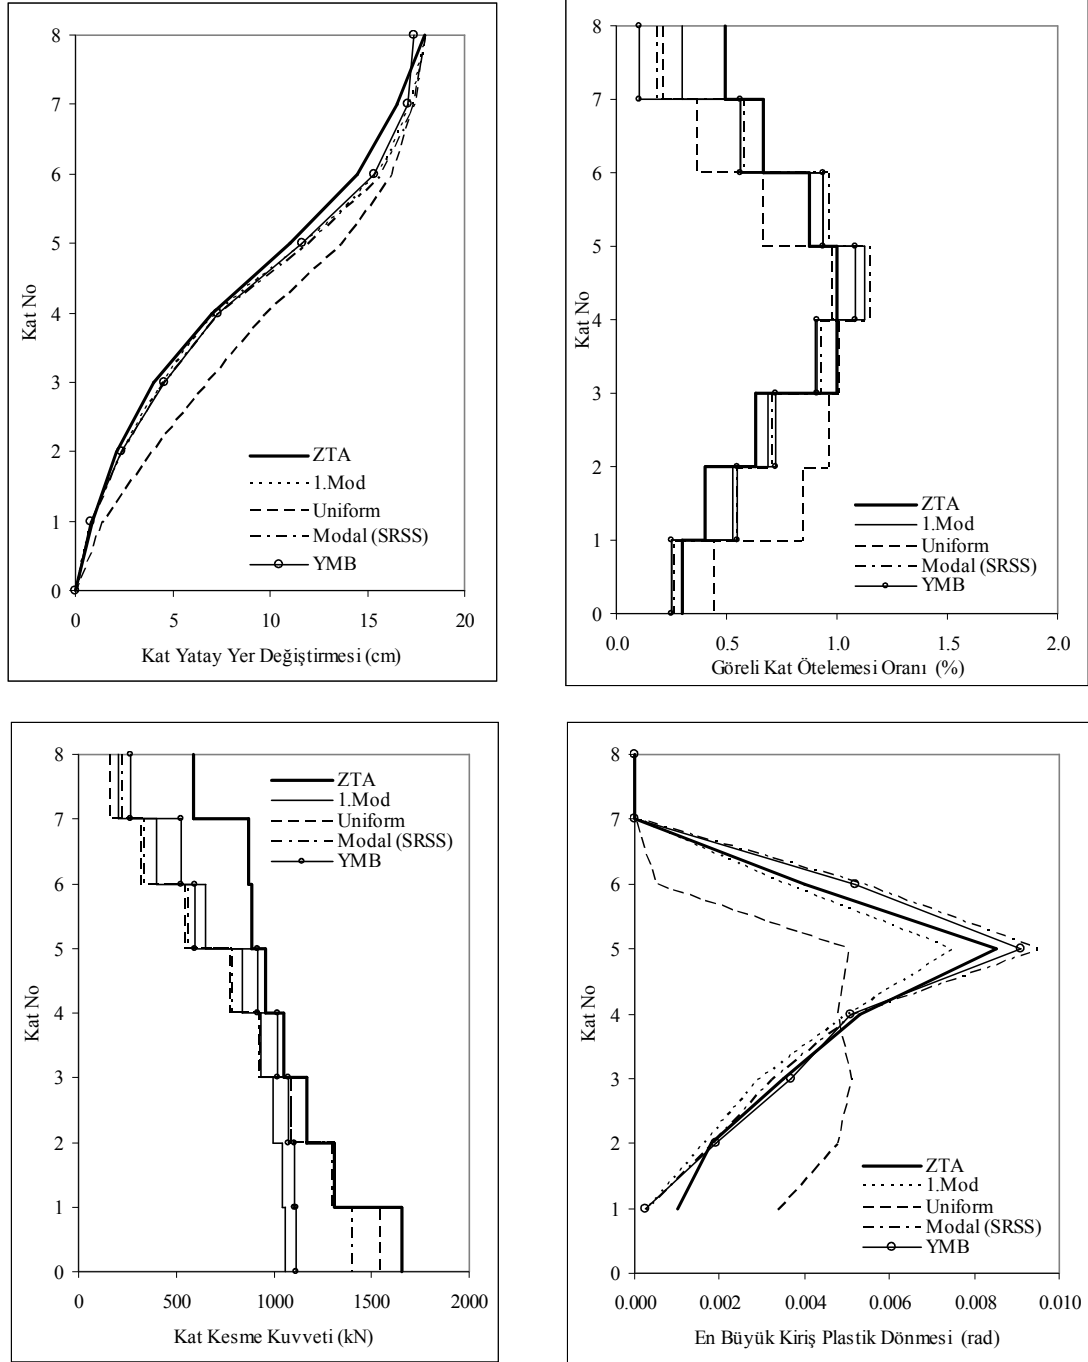 8
7
6
5
4
3
2
1
0
Kat No
ZTA
1.Mod
Uniform
Modal (SRSS)
YMB
0 5 10 15 20
Kat Yatay Yer Değiştirmesi (cm)
8
7
6
5
4
3
2
1
0
Kat No
ZTA
1.Mod
Uniform
Modal (SRSS)
YMB
0.0 0.5 1.0 1.5 2.0
Göreli Kat Ötelemesi Oranı (%)
8
7
6
5
4
3
2
1
0
Kat No
ZTA
1.Mod
Uniform
Modal (SRSS)
YMB
0 500 1000 1500 2000
Kat Kesme Kuvveti (kN)
8
7
6
5
4
3
2
1
0
Kat No
ZTA
1.Mod
Uniform
Modal (SRSS)
YMB
0.000 0.002 0.004 0.006 0.008 0.010
En Büyük Kiriş Plastik Dönmesi (rad)